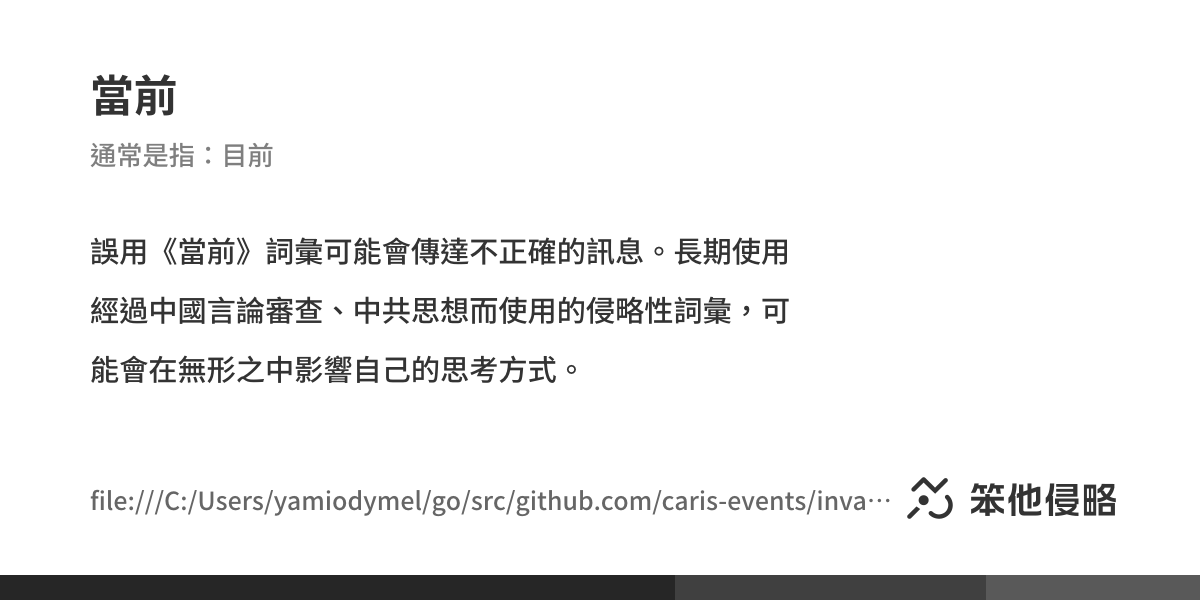 當前
通常是指：目前
誤用《當前》詞彙可能會傳達不正確的訊息。長期使用
經過中國言論審查、中共思想而使用的侵略性詞彙，可
能會在無形之中影響自己的思考方式。
file:///C:/Users/yamiodymel/go/src/github.com/caris-events/inva⋯
笨他侵略